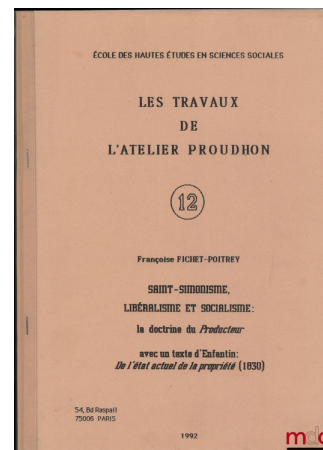 ÉCOLE DES HAUTES ÉTUDES EN SCIENCES SOCIALES
LES TRAVAUX
DE
L'ATELIER PROUDHON
12
Françoise FICHET-POITREY
SAINT-SIMONISME,
LIBÉRALISME ET SOCIALISME:
la doctrine du Producteur
avec un texte d'Enfantin:
De l'état actuel de la propriété (1830)
54, Bd Raspail
75006 PARIS
1992